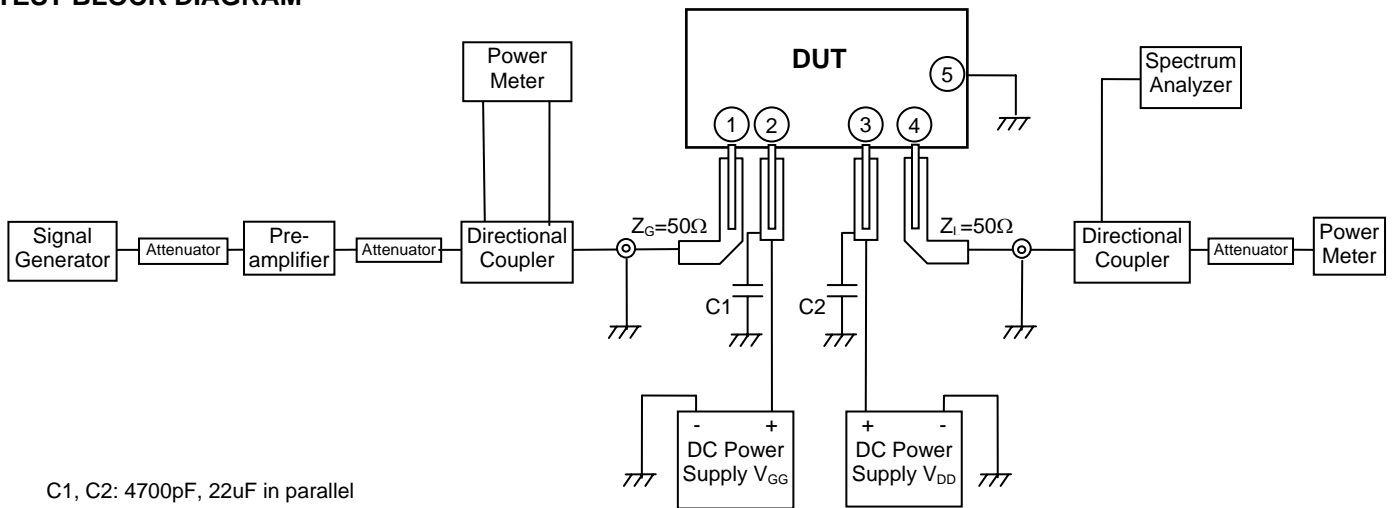 TEST BLOCK DIAGRAM
Power
Meter
DUT
5
Spectrum
Analyzer
1
2
3
4
Signal
Generator
Attenuator
Pre-
amplifier
Attenuator
Directional
Coupler
ZG=50Ω
ZL=50Ω
Directional
Coupler
Attenuator
Power
Meter
C1
C2
- +
DC Power
Supply VGG
+ -
DC Power
Supply VDD
C1, C2: 4700pF, 22uF in parallel